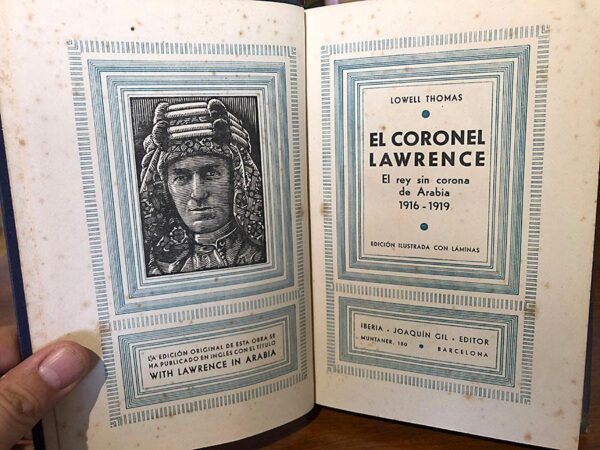 LA EDICIÓN ORIGINAL DE ESTA OBRA SE
HA PUBLICADO EN INGLÉS CON EL TÍTULO
WITH LAWRENCE IN ARABIA
LOWELL THOMAS
EL CORONEL
LAWRENCE
El rey sin corona
de Arabia
1916 - 1919
EDICIÓN ILUSTRADA CON LÁMINAS
IBERIA • JOAQUÍN GIL • EDITOR
MUNTANER, 180 • BARCELONA